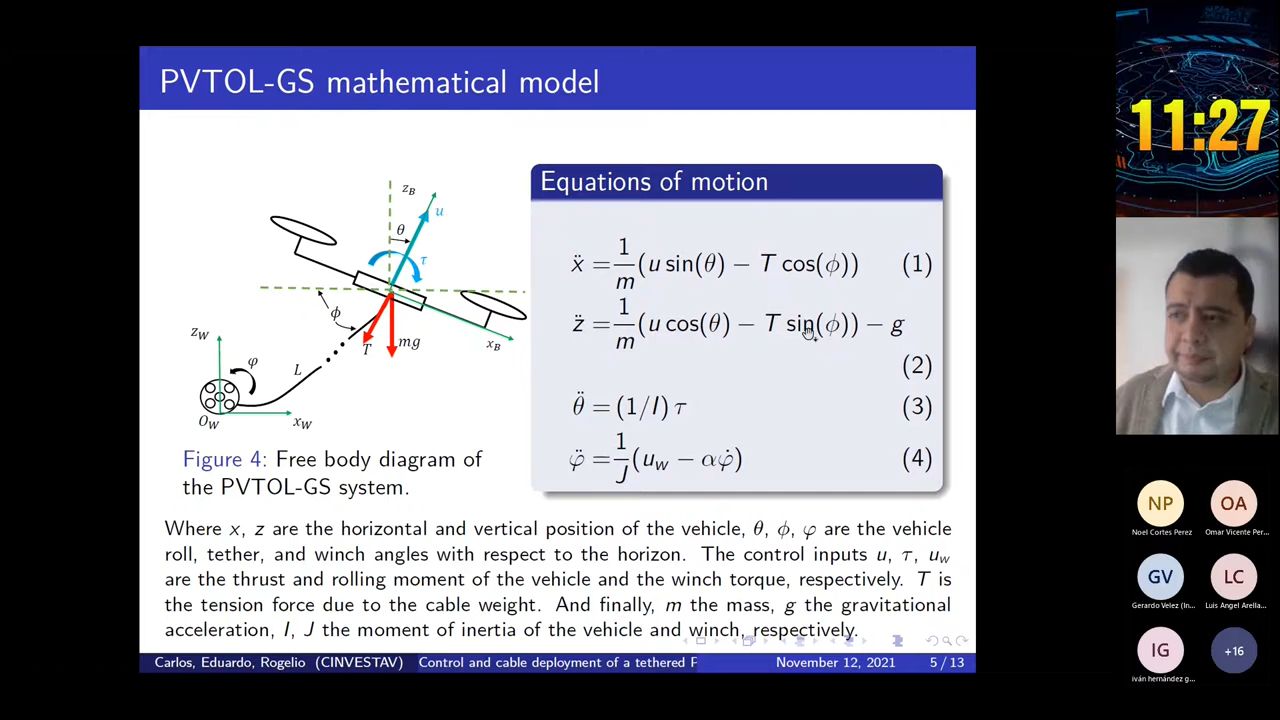 PVTOL-GS mathematical model
11:27
z_B
u
θ
τ
ϕ
T
mg
x_B
z_W
φ
L
O_W
x_W
Figure 4: Free body diagram of
the PVTOL-GS system.
Equations of motion
ẍ = 1/m (u sin(θ) − T cos(ϕ)) (1)
z̈ = 1/m (u cos(θ) − T sin(ϕ)) − g
(2)
θ̈ = (1/I) τ (3)
φ̈ = 1/J (u_w − αφ̇) (4)
Where x, z are the horizontal and vertical position of the vehicle, θ, ϕ, φ are the vehicle
roll, tether, and winch angles with respect to the horizon. The control inputs u, τ, u_w
are the thrust and rolling moment of the vehicle and the winch torque, respectively. T is
the tension force due to the cable weight. And finally, m the mass, g the gravitational
acceleration, I, J the moment of inertia of the vehicle and winch, respectively.
Carlos, Eduardo, Rogelio (CINVESTAV) Control and cable deployment of a tethered P November 12, 2021 5 / 13
NP OA
Noel Cortes Perez Omar Vicente Per...
GV LC
Gerardo Velez (In... Luis Angel Arella...
IG +16
iván hernández g...